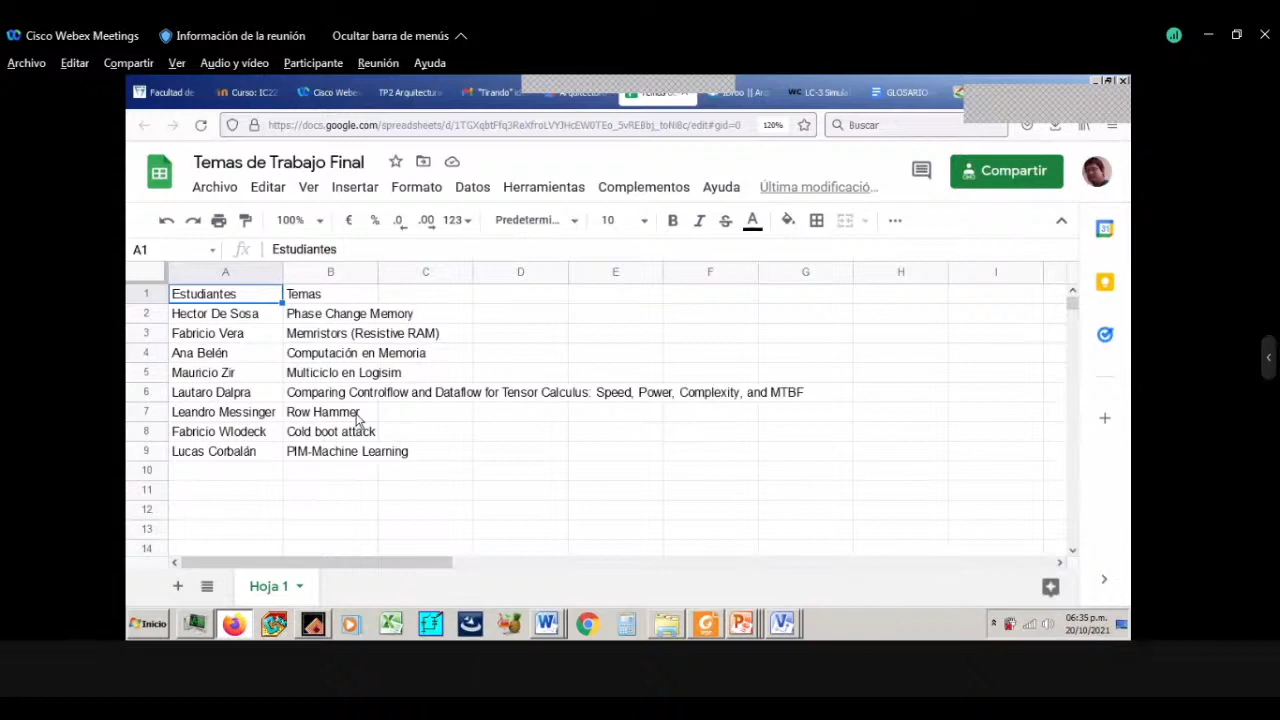 Cisco Webex Meetings Información de la reunión Ocultar barra de menús
Archivo Editar Compartir Ver Audio y vídeo Participante Reunión Ayuda
Facultad de Curso: IC22 Cisco Webex TP2 Arquitectura "Tirando" LC-3 Simula GLOSARIO
https://docs.google.com/spreadsheets/d/ 120% Buscar
Temas de Trabajo Final
Archivo Editar Ver Insertar Formato Datos Herramientas Complementos Ayuda Última modificació... Compartir
100% € % .0 .00 123 Predetermi... 10 B I S A
A1 fx Estudiantes
A B C D E F G H I
1 Estudiantes Temas
2 Hector De Sosa Phase Change Memory
3 Fabricio Vera Memristors (Resistive RAM)
4 Ana Belén Computación en Memoria
5 Mauricio Zir Multiciclo en Logisim
6 Lautaro Dalpra Comparing Controlflow and Dataflow for Tensor Calculus: Speed, Power, Complexity, and MTBF
7 Leandro Messinger Row Hammer
8 Fabricio Wlodeck Cold boot attack
9 Lucas Corbalán PIM-Machine Learning
10
11
12
13
14
Hoja 1
Inicio 06:35 p.m.
20/10/2021